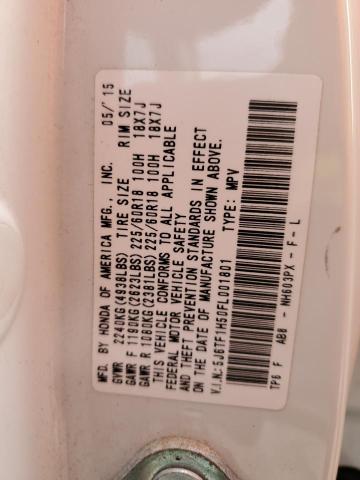 MFD. BY HONDA OF AMERICA MFG., INC. 05/'15
GVWR 2240KG(4938LBS) TIRE SIZE RIM SIZE
GAWR F 1190KG(2623LBS) 225/60R18 100H 18X7J
GAWR R 1080KG(2381LBS) 225/60R18 100H 18X7J
THIS VEHICLE CONFORMS TO ALL APPLICABLE
FEDERAL MOTOR VEHICLE SAFETY
AND THEFT PREVENTION STANDARDS IN EFFECT
ON THE DATE OF MANUFACTURE SHOWN ABOVE.
V.I.N.:5J6TF1H50FL001801 TYPE: MPV
TP6 F AB8 - NH603PX - F - L